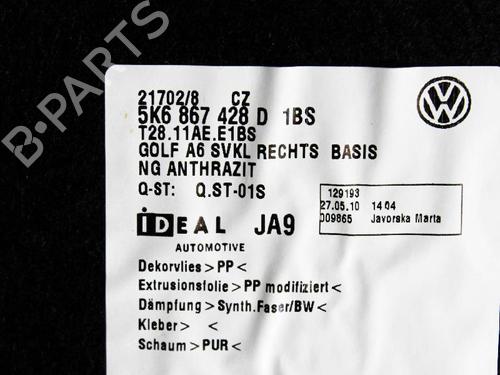 21702/8 CZ
5K6 867 428 D 1BS
T28.11AE.E1BS
GOLF A6 SVKL RECHTS BASIS
NG ANTHRAZIT
Q-ST: Q.ST-01S
129193
27.05.10 14 04
009865 Javorska Marta
iDEAL JA9
AUTOMOTIVE
Dekorvlies >PP<
Extrusionsfolie >PP modifiziert<
Dämpfung >Synth.Faser/BW<
Kleber > <
Schaum >PUR<
B-PARTS